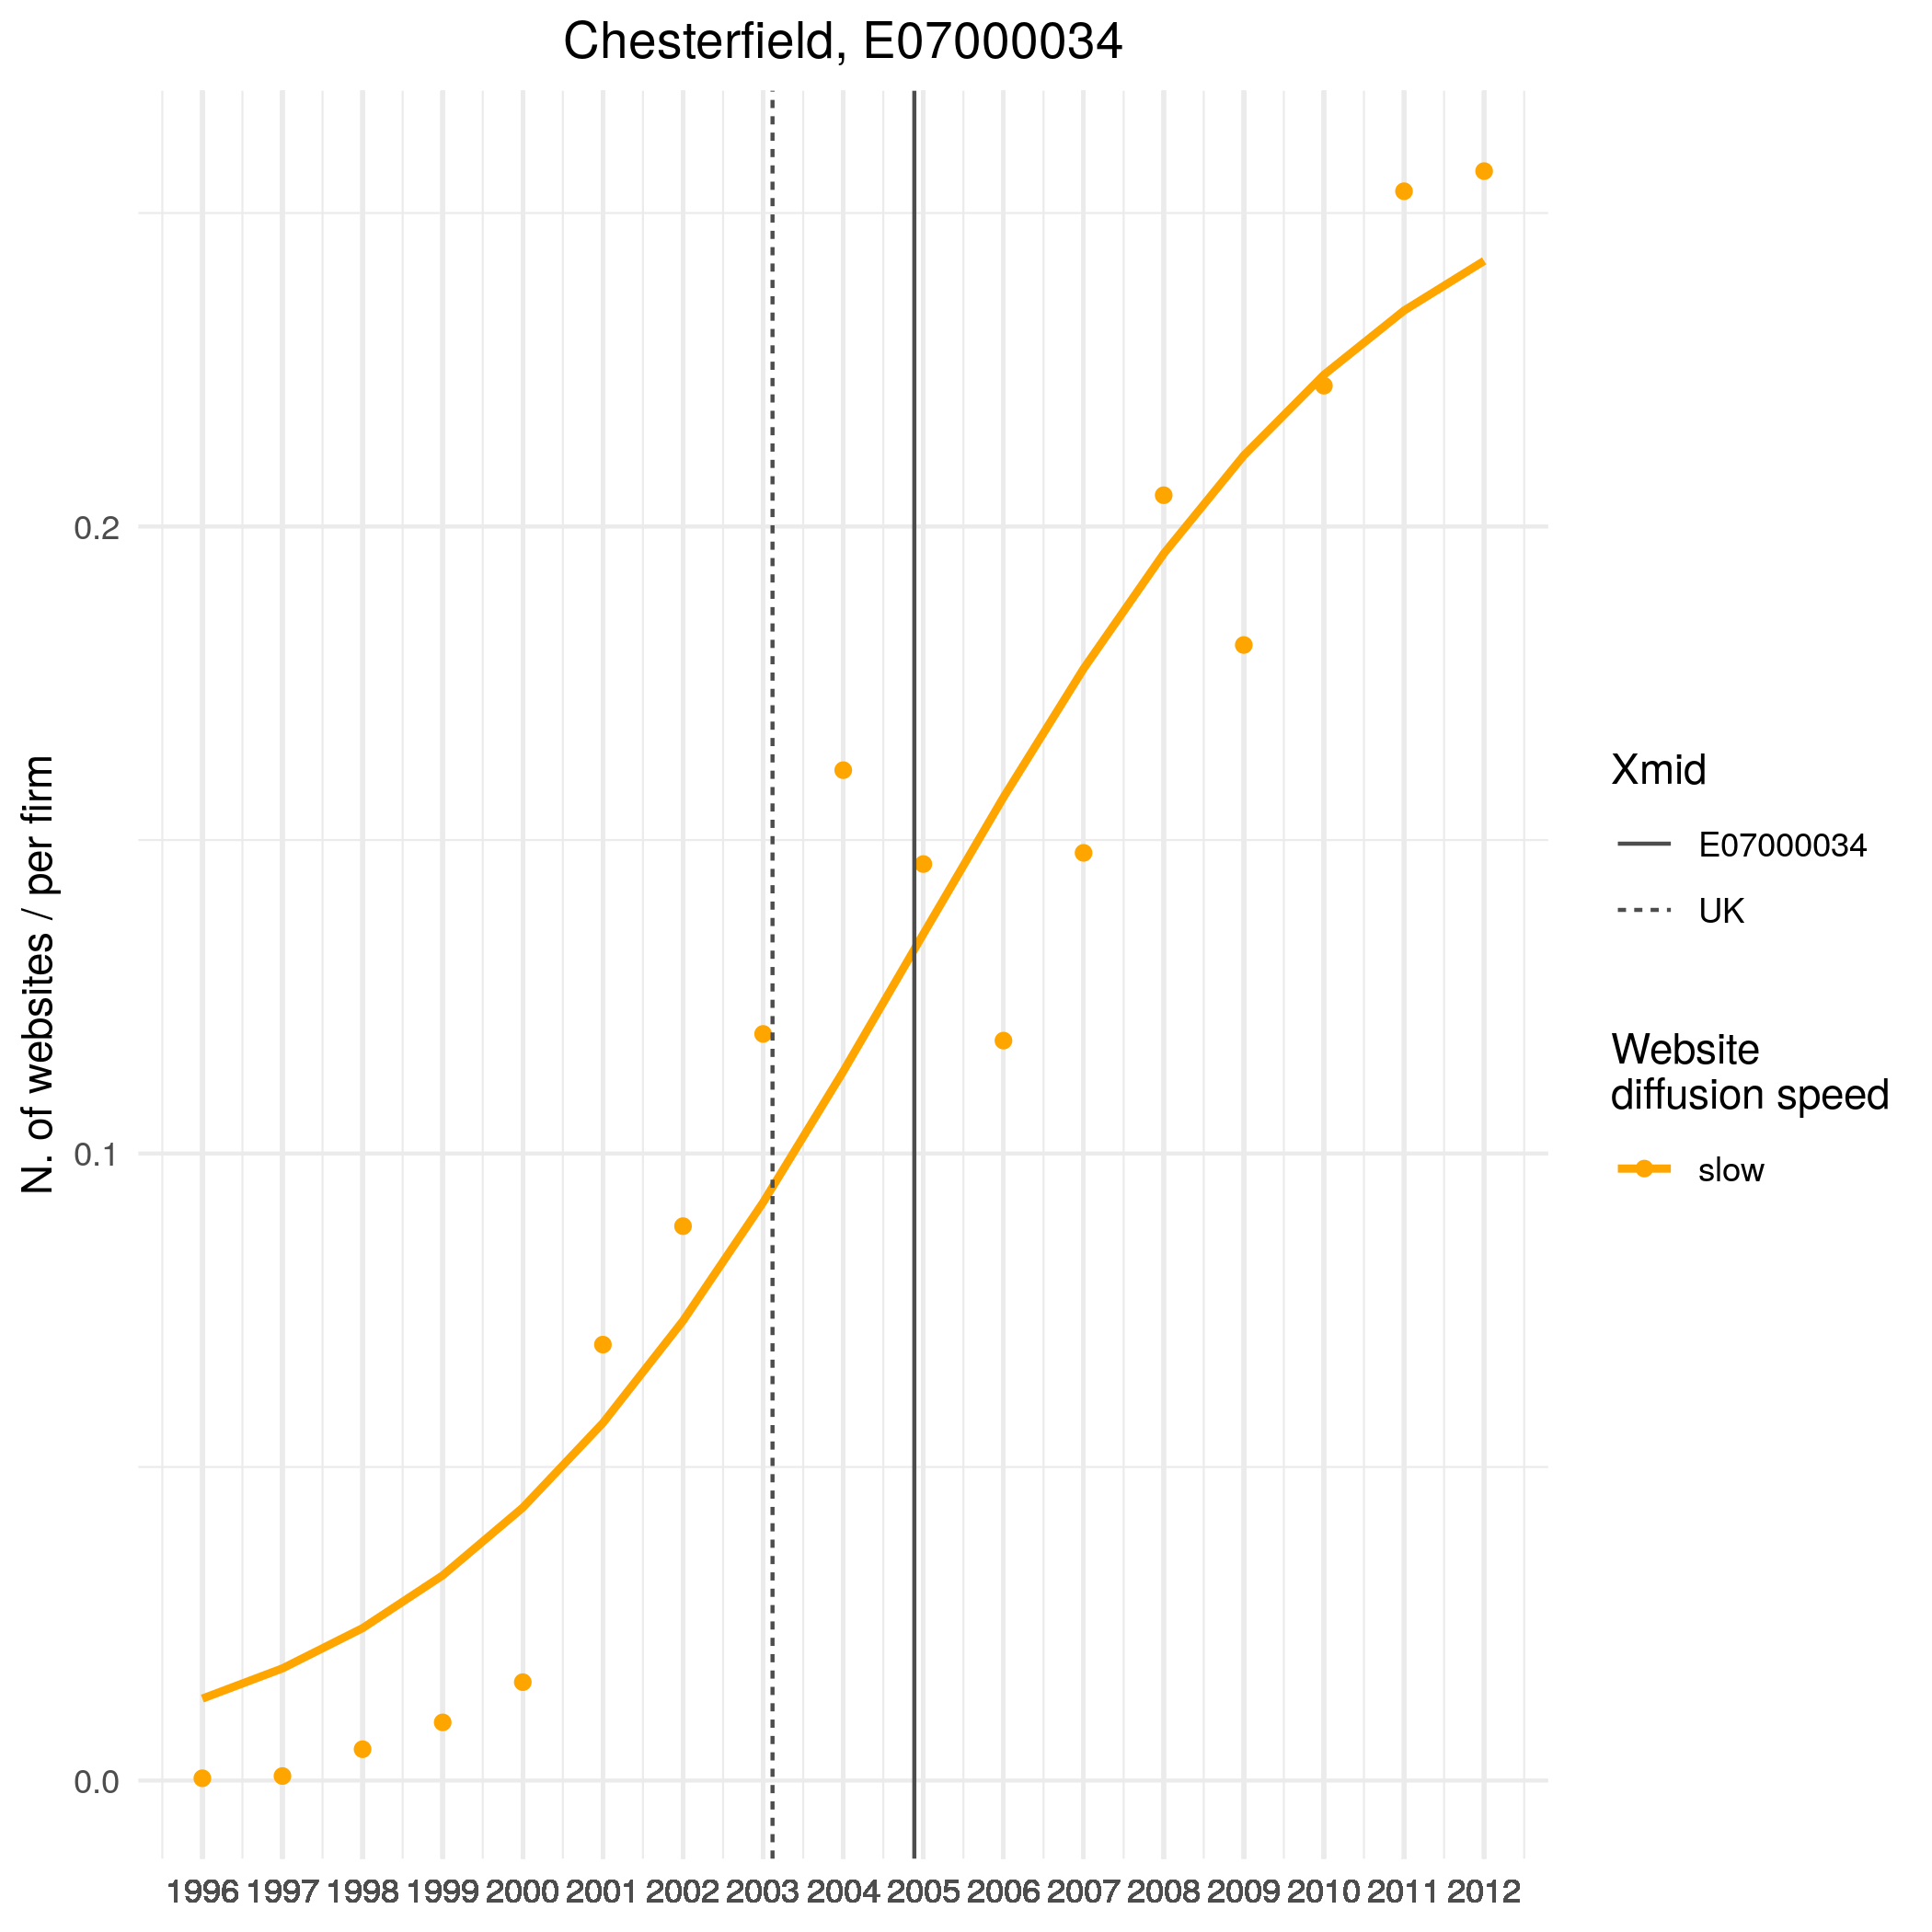 Chesterfield, E07000034
N. of websites / per firm
0.2
0.1
0.0
1996 1997 1998 1999 2000 2001 2002 2003 2004 2005 2006 2007 2008 2009 2010 2011 2012
Xmid
E07000034
UK
Website
diffusion speed
slow